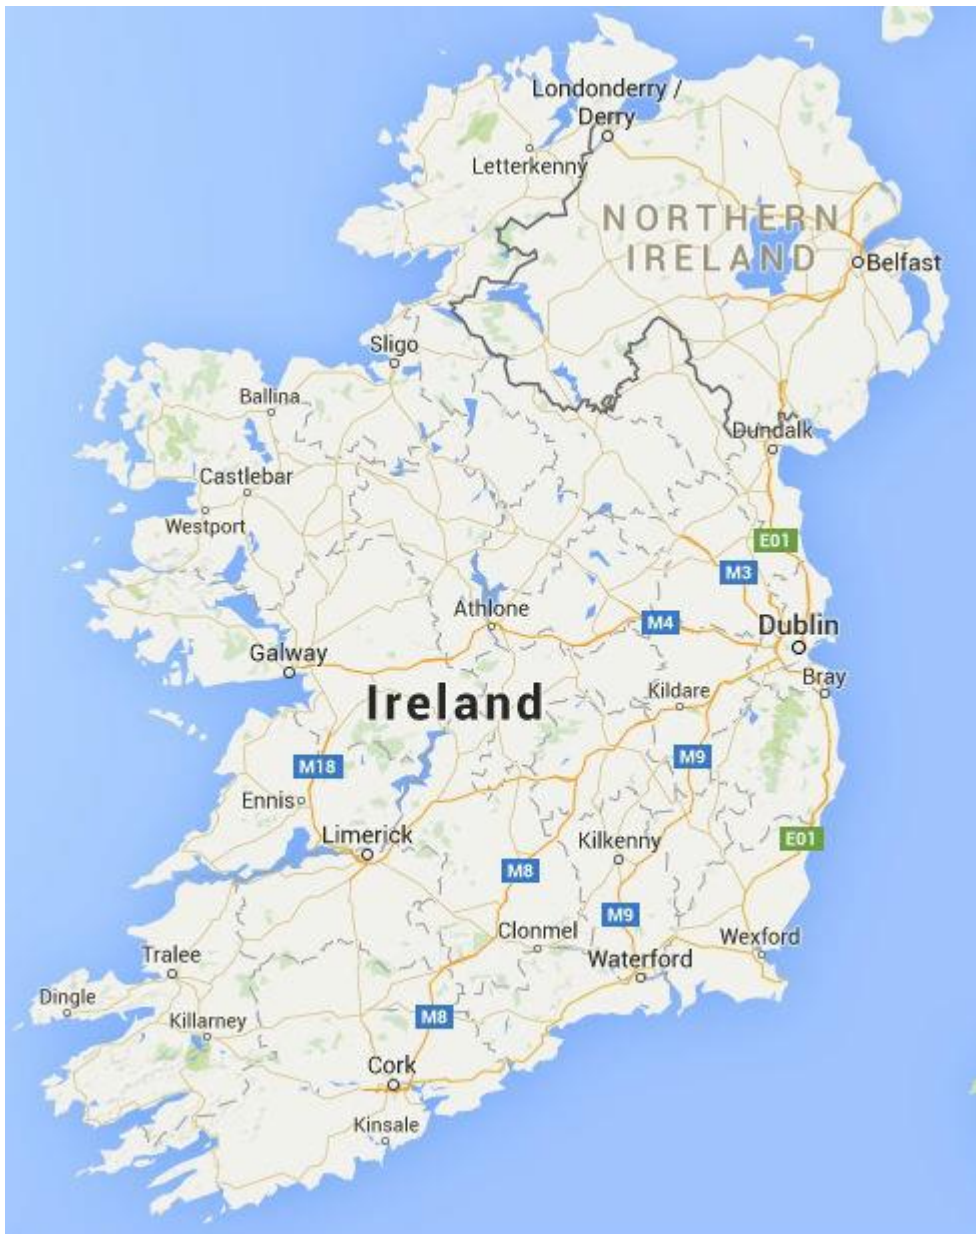 Londonderry /
Derry
Letterkenny
NORTHERN
IRELAND
Belfast
Sligo
Ballina
Dundalk
Castlebar
Westport
E01
M3
Athlone
M4
Dublin
Galway
Bray
Kildare
Ireland
M9
M18
Ennis
Limerick
Kilkenny
E01
M8
M9
Clonmel
Wexford
Tralee
Waterford
Dingle
Killarney
M8
Cork
Kinsale